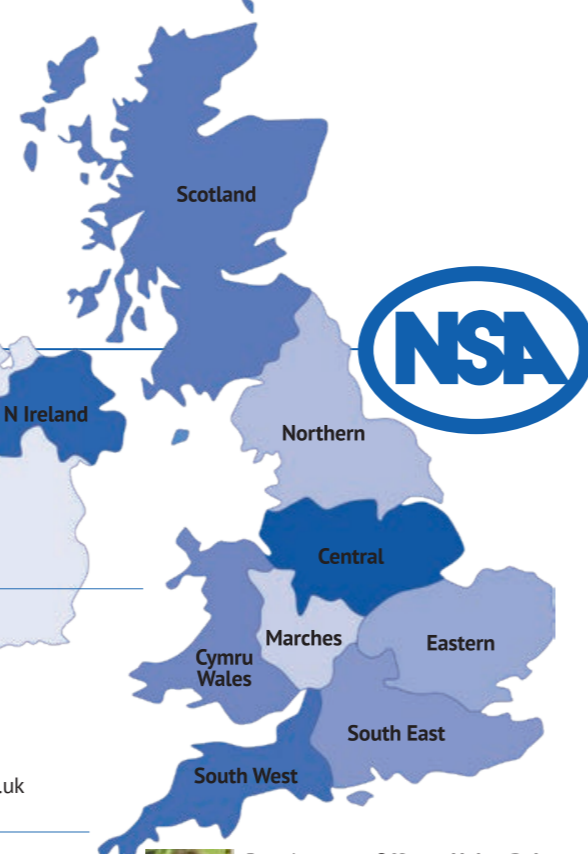 Scotland
NSA
N Ireland
Northern
Central
Marches
Eastern
Cymru
Wales
South East
South West
.uk